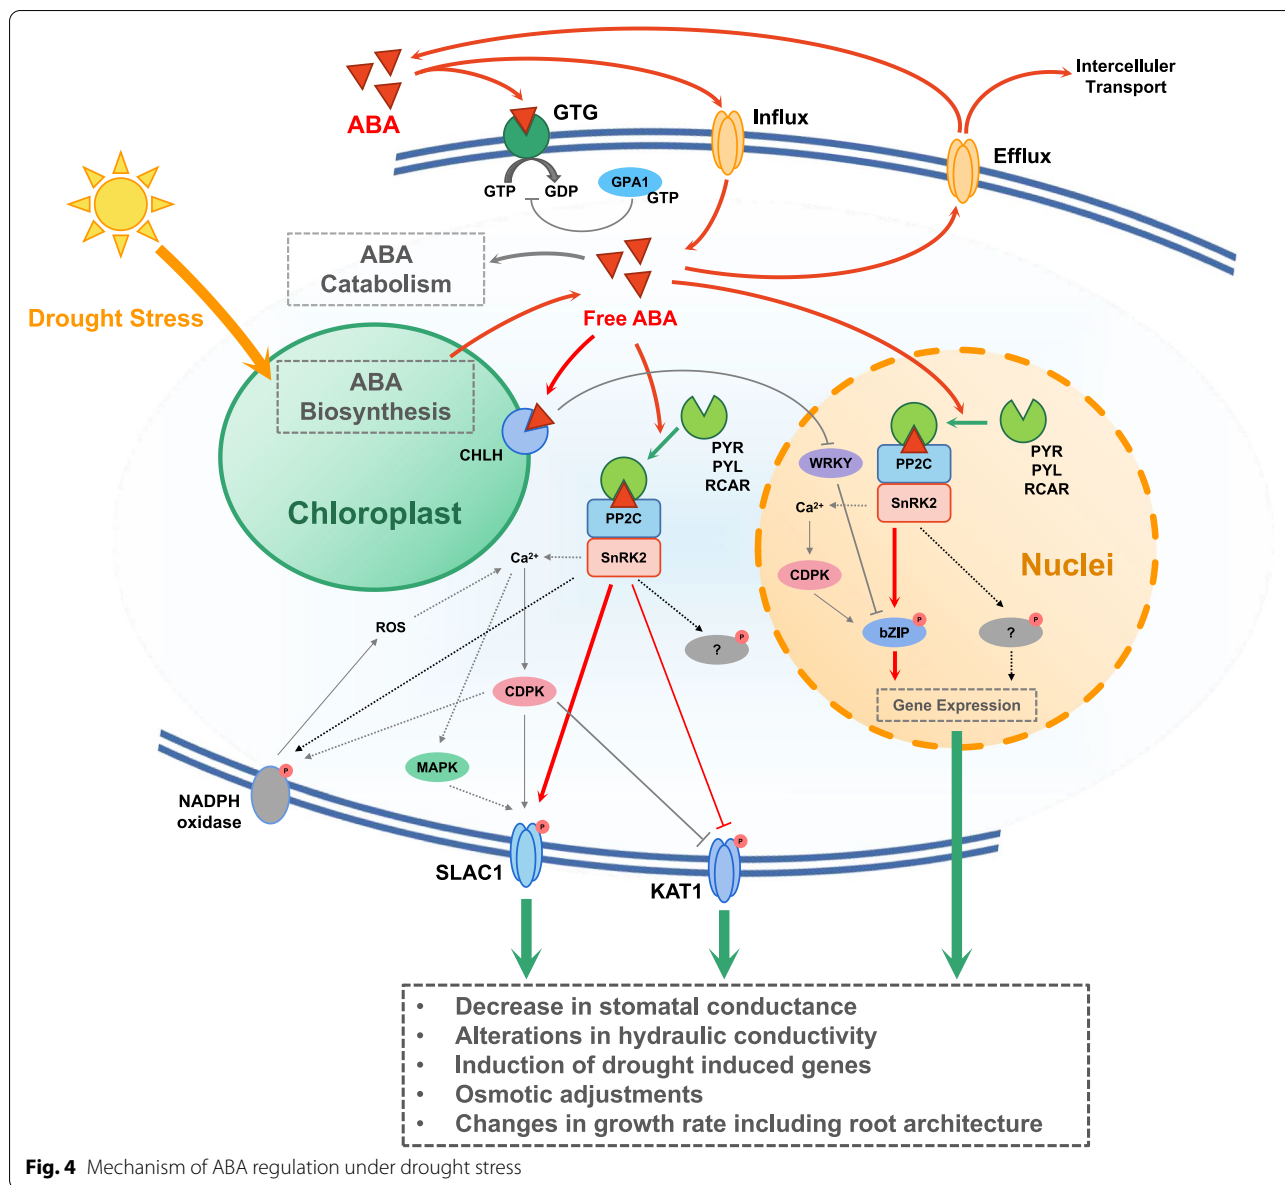 Intercelluler
Transport
ABA
GTG
Influx
Efflux
GTP
GDP
GPA1
GTP
ABA
Catabolism
Drought Stress
Free ABA
ABA
Biosynthesis
CHLH
Chloroplast
PYR
PYL
RCAR
PP2C
SnRK2
Ca2+
ROS
?
P
CDPK
MAPK
NADPH
oxidase
P
SLAC1
P
KAT1
P
WRKY
PP2C
SnRK2
PYR
PYL
RCAR
Ca2+
CDPK
Nuclei
bZIP
P
?
P
Gene Expression
• Decrease in stomatal conductance
• Alterations in hydraulic conductivity
• Induction of drought induced genes
• Osmotic adjustments
• Changes in growth rate including root architecture
Fig. 4 Mechanism of ABA regulation under drought stress